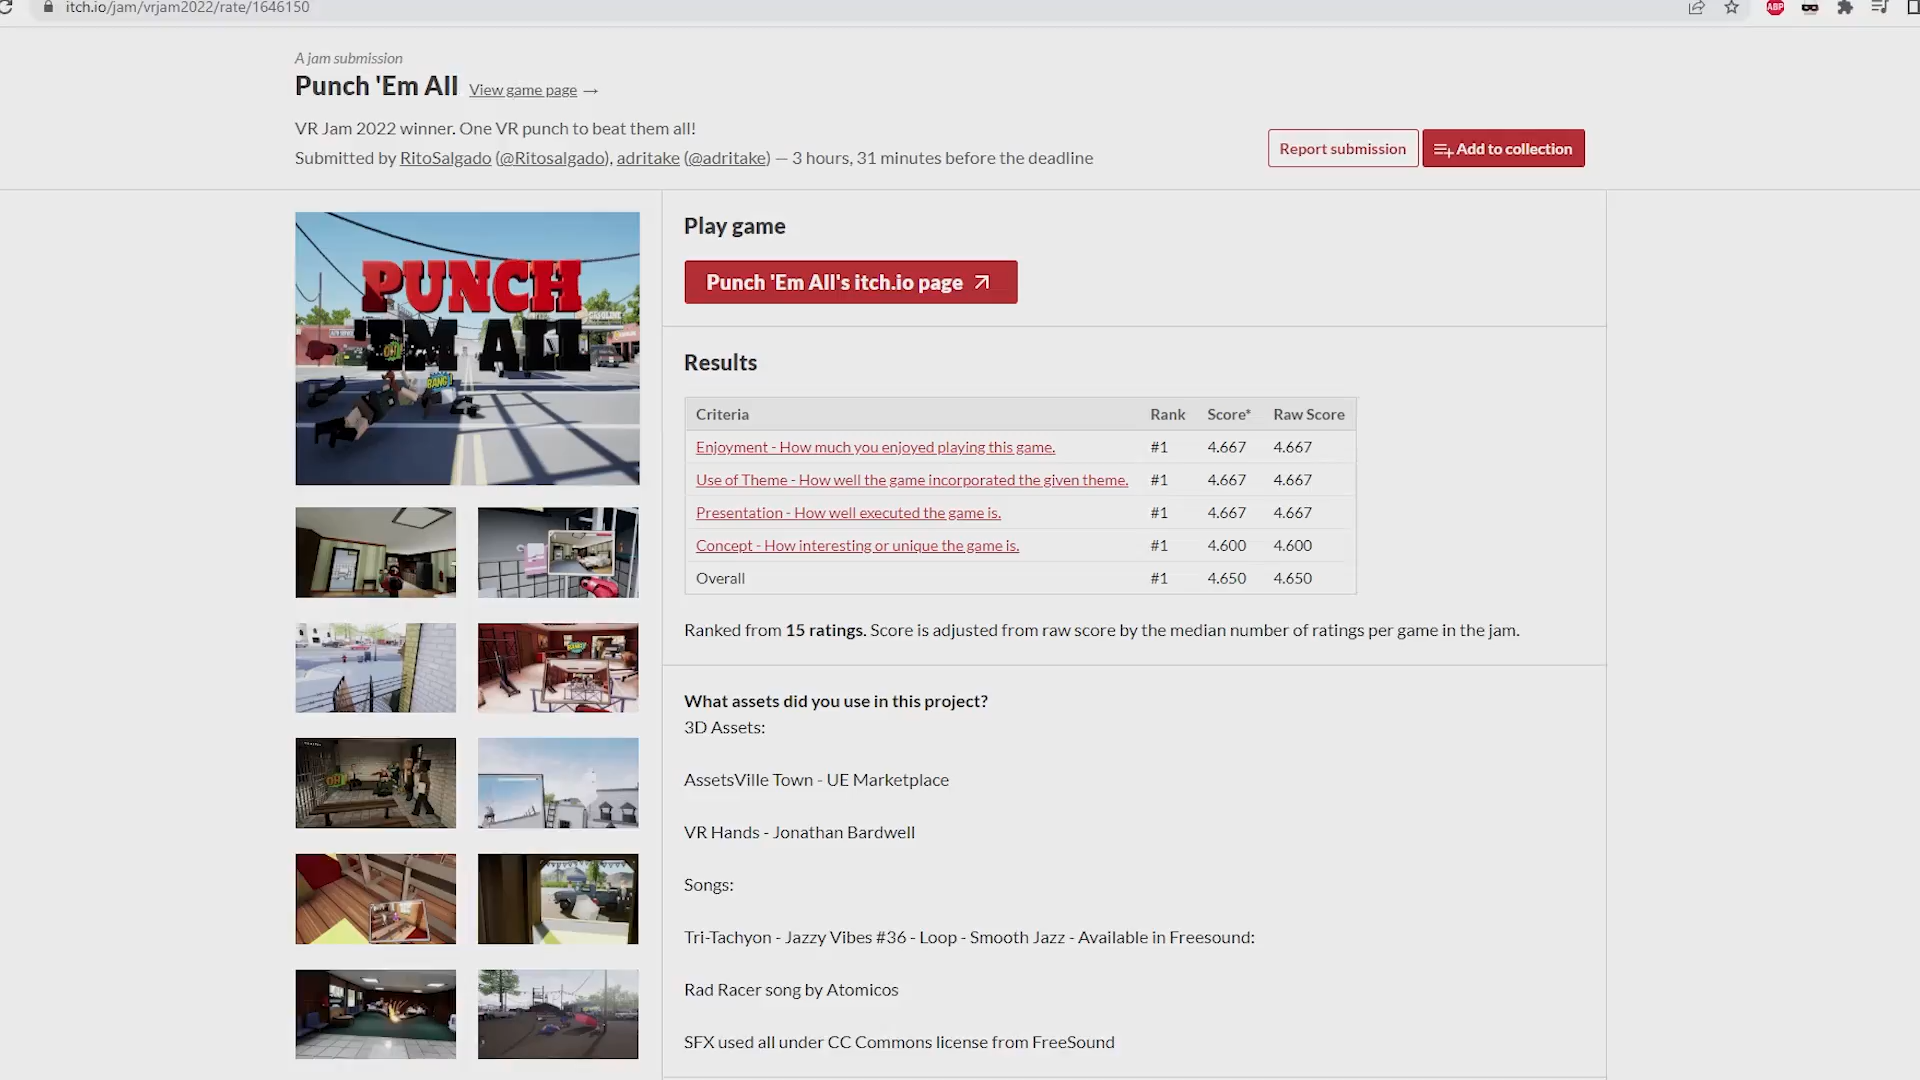 itch.io/jam/vrjam2022/rate/1646150
ABP
A jam submission
Punch 'Em All View game page →
VR Jam 2022 winner. One VR punch to beat them all!
Submitted by RitoSalgado (@Ritosalgado), adritake (@adritake) — 3 hours, 31 minutes before the deadline
Report submission
Add to collection
PUNCH
'EM ALL
GASOLINE
BANG!
Play game
Punch 'Em All's itch.io page
Results
Criteria Rank Score* Raw Score
Enjoyment - How much you enjoyed playing this game. #1 4.667 4.667
Use of Theme - How well the game incorporated the given theme. #1 4.667 4.667
Presentation - How well executed the game is. #1 4.667 4.667
Concept - How interesting or unique the game is. #1 4.600 4.600
Overall #1 4.650 4.650
Ranked from 15 ratings. Score is adjusted from raw score by the median number of ratings per game in the jam.
What assets did you use in this project?
3D Assets:
AssetsVille Town - UE Marketplace
VR Hands - Jonathan Bardwell
Songs:
Tri-Tachyon - Jazzy Vibes #36 - Loop - Smooth Jazz - Available in Freesound:
Rad Racer song by Atomicos
SFX used all under CC Commons license from FreeSound